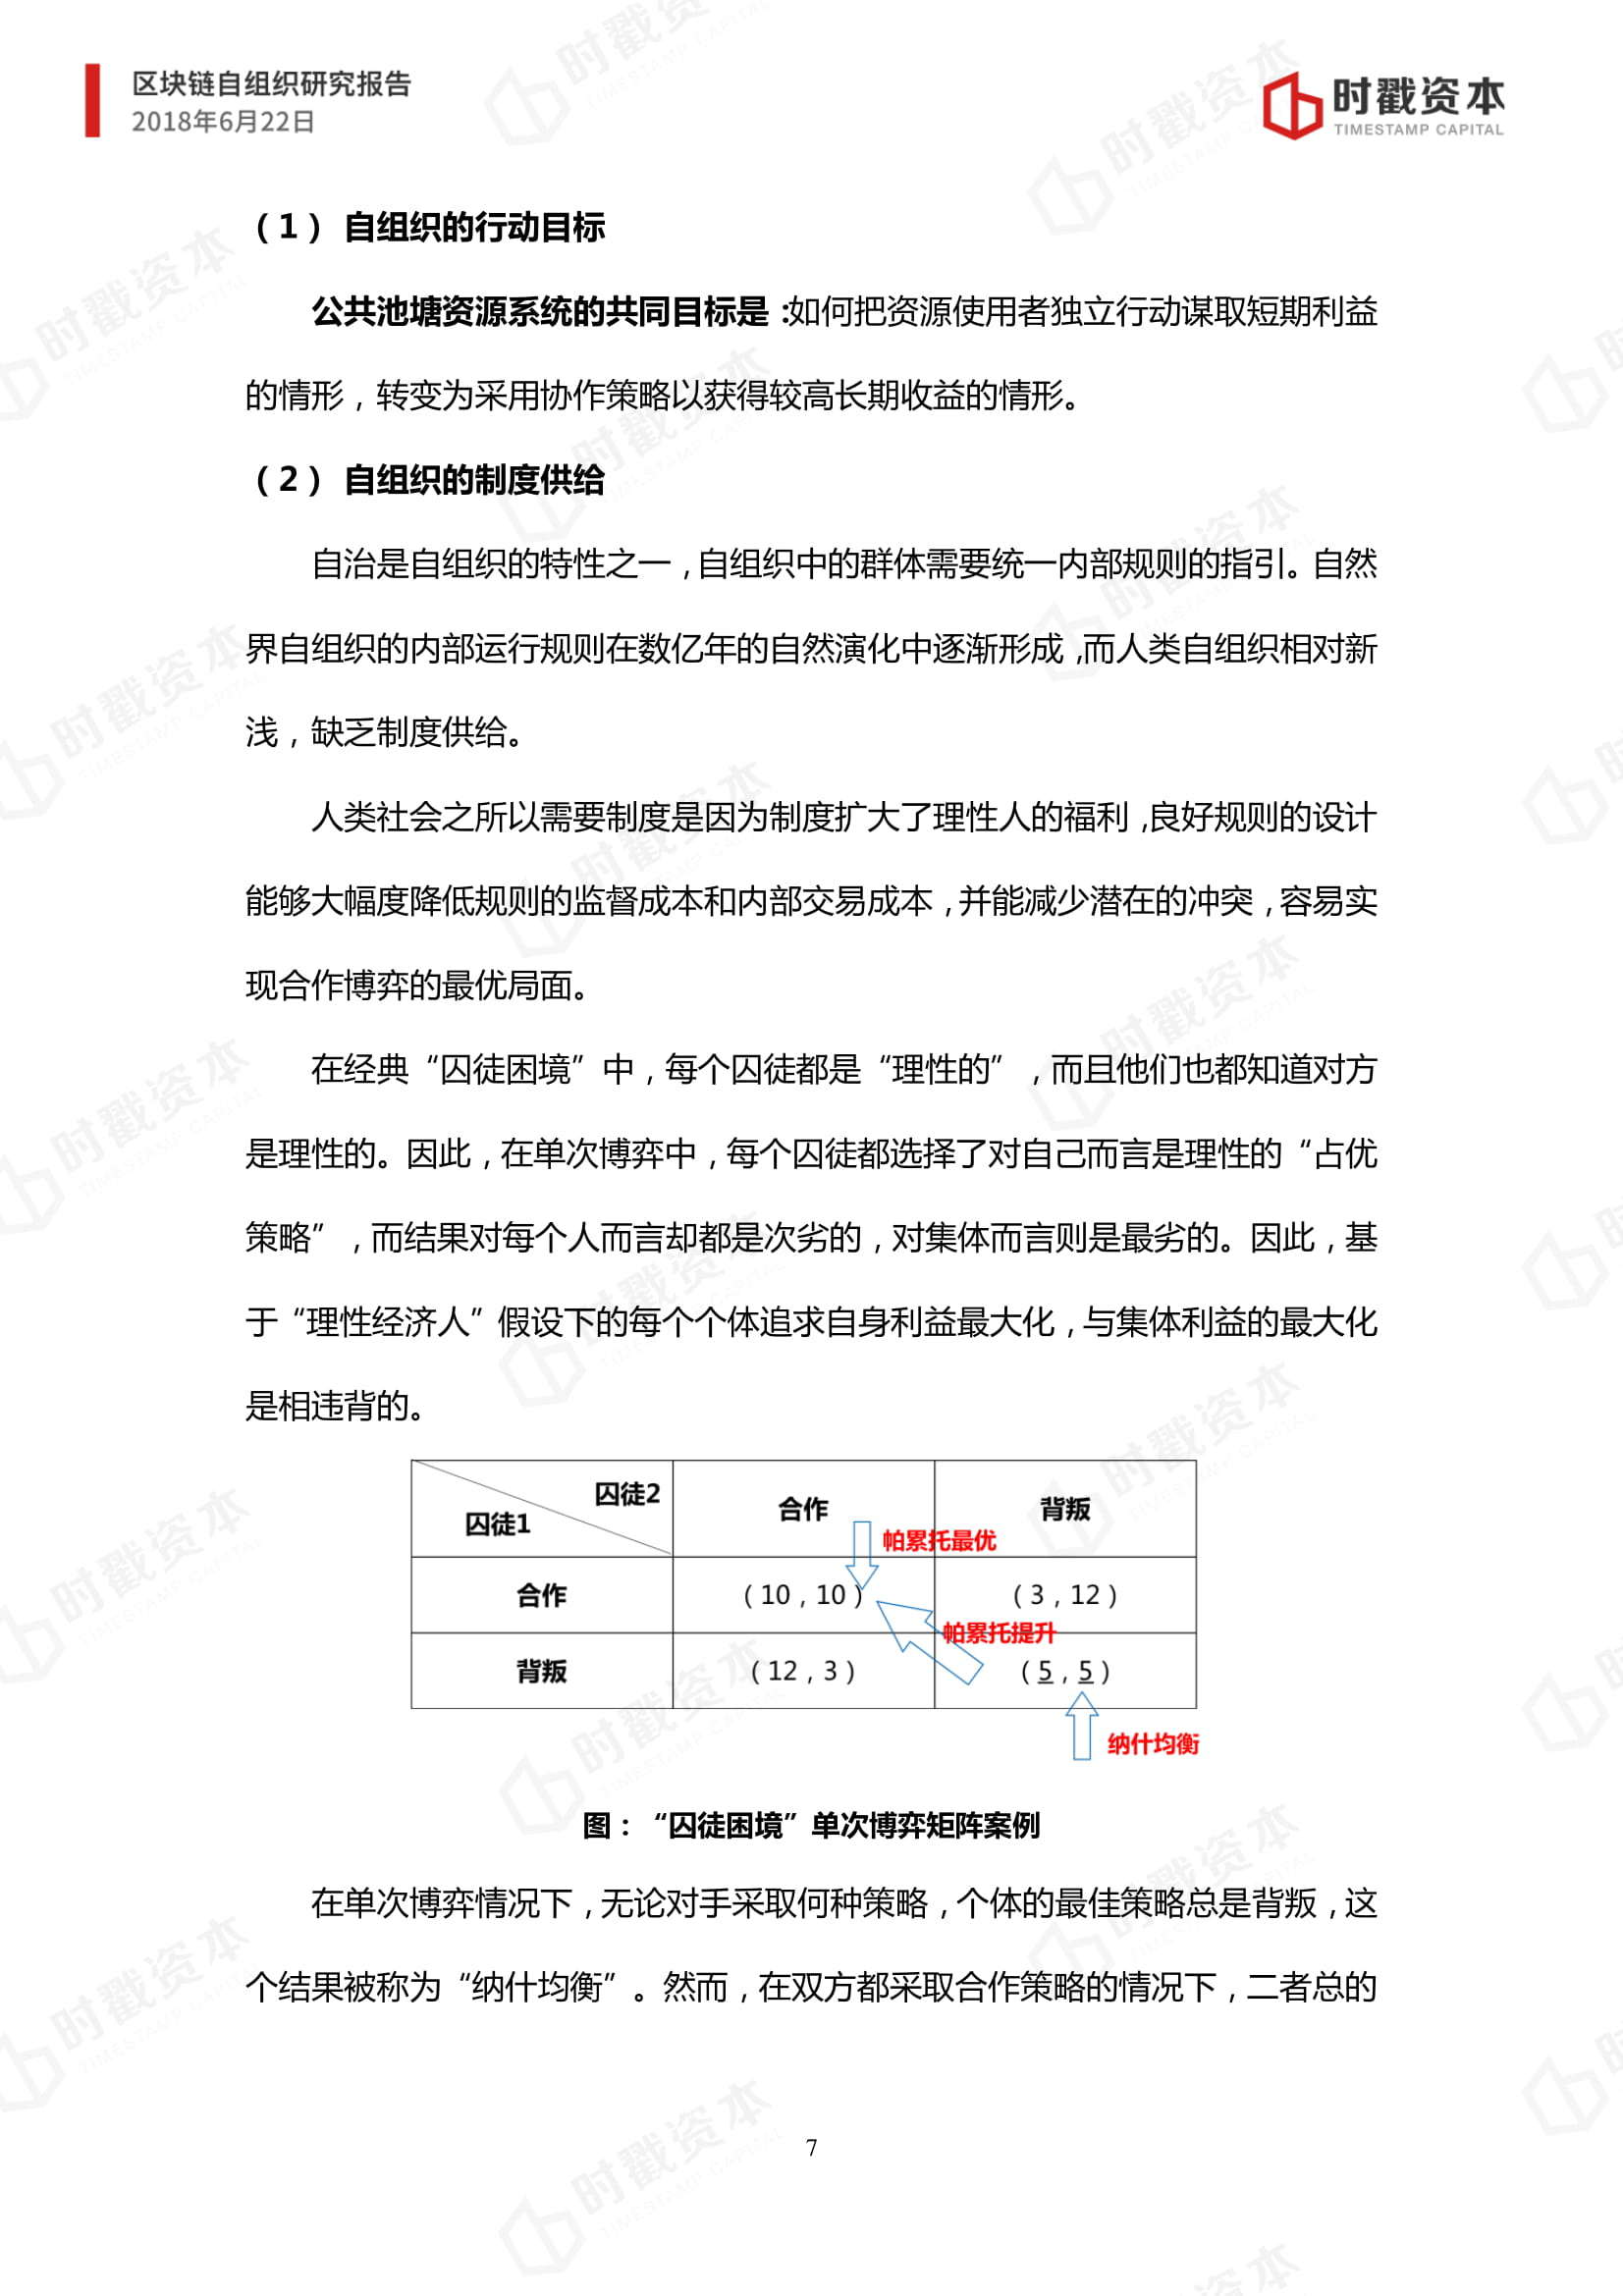 区块链自组织研究报告
2018年6月22日
时戳资本
TIMESTAMP CAPITAL
（1） 自组织的行动目标
公共池塘资源系统的共同目标是：如何把资源使用者独立行动谋取短期利益
的情形，转变为采用协作策略以获得较高长期收益的情形。
（2） 自组织的制度供给
自治是自组织的特性之一，自组织中的群体需要统一内部规则的指引。自然
界自组织的内部运行规则在数亿年的自然演化中逐渐形成，而人类自组织相对新
浅，缺乏制度供给。
人类社会之所以需要制度是因为制度扩大了理性人的福利，良好规则的设计
能够大幅度降低规则的监督成本和内部交易成本，并能减少潜在的冲突，容易实
现合作博弈的最优局面。
在经典“囚徒困境”中，每个囚徒都是“理性的”，而且他们也都知道对方
是理性的。因此，在单次博弈中，每个囚徒都选择了对自己而言是理性的“占优
策略”，而结果对每个人而言却都是次劣的，对集体而言则是最劣的。因此，基
于“理性经济人”假设下的每个个体追求自身利益最大化，与集体利益的最大化
是相违背的。
囚徒2
囚徒1
合作
背叛
帕累托最优
合作
（10，10）
（3，12）
帕累托提升
背叛
（12，3）
（5，5）
纳什均衡
图：“囚徒困境”单次博弈矩阵案例
在单次博弈情况下，无论对手采取何种策略，个体的最佳策略总是背叛，这
个结果被称为“纳什均衡”。然而，在双方都采取合作策略的情况下，二者总的
7